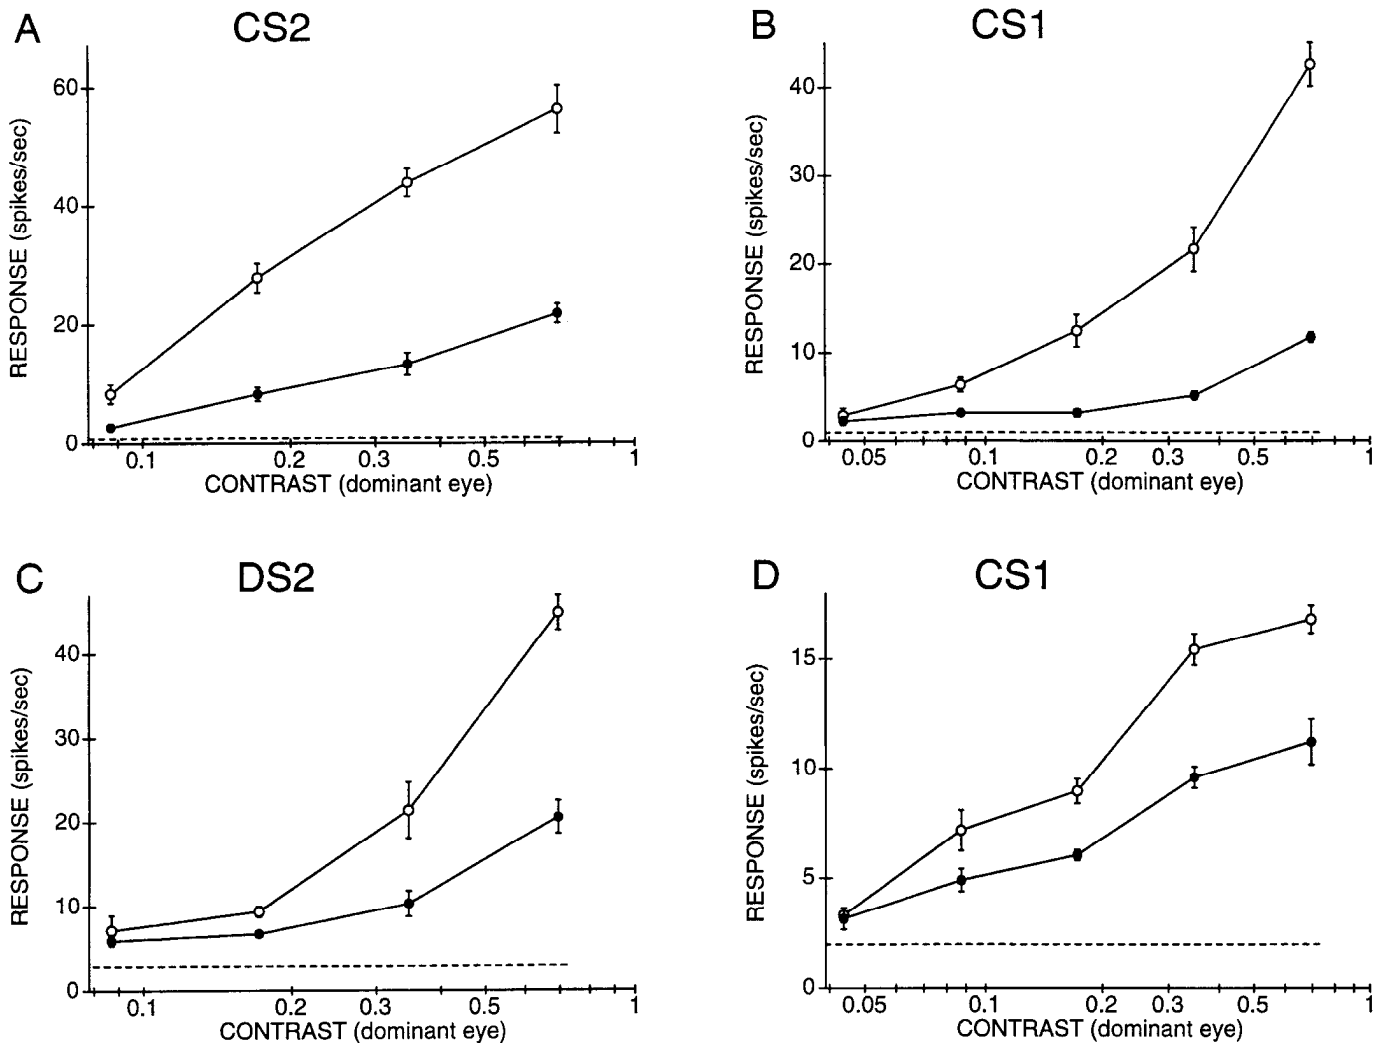 A
CS2
RESPONSE (spikes/sec)
60
40
20
0
0.1 0.2 0.3 0.5 1
CONTRAST (dominant eye)
B
CS1
RESPONSE (spikes/sec)
40
30
20
10
0
0.05 0.1 0.2 0.3 0.5 1
CONTRAST (dominant eye)
C
DS2
RESPONSE (spikes/sec)
40
30
20
10
0
0.1 0.2 0.3 0.5 1
CONTRAST (dominant eye)
D
CS1
RESPONSE (spikes/sec)
15
10
5
0
0.05 0.1 0.2 0.3 0.5 1
CONTRAST (dominant eye)